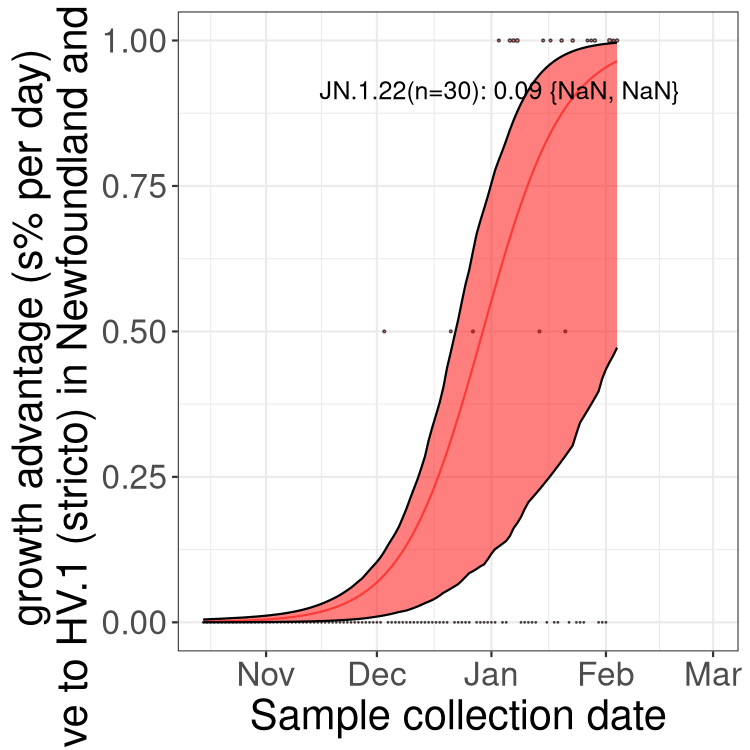 growth advantage (s% per day)
ve to HV.1 (stricto) in Newfoundland and
1.00
0.75
0.50
0.25
0.00
JN.1.22(n=30): 0.09 {NaN, NaN}
Nov Dec Jan Feb Mar
Sample collection date